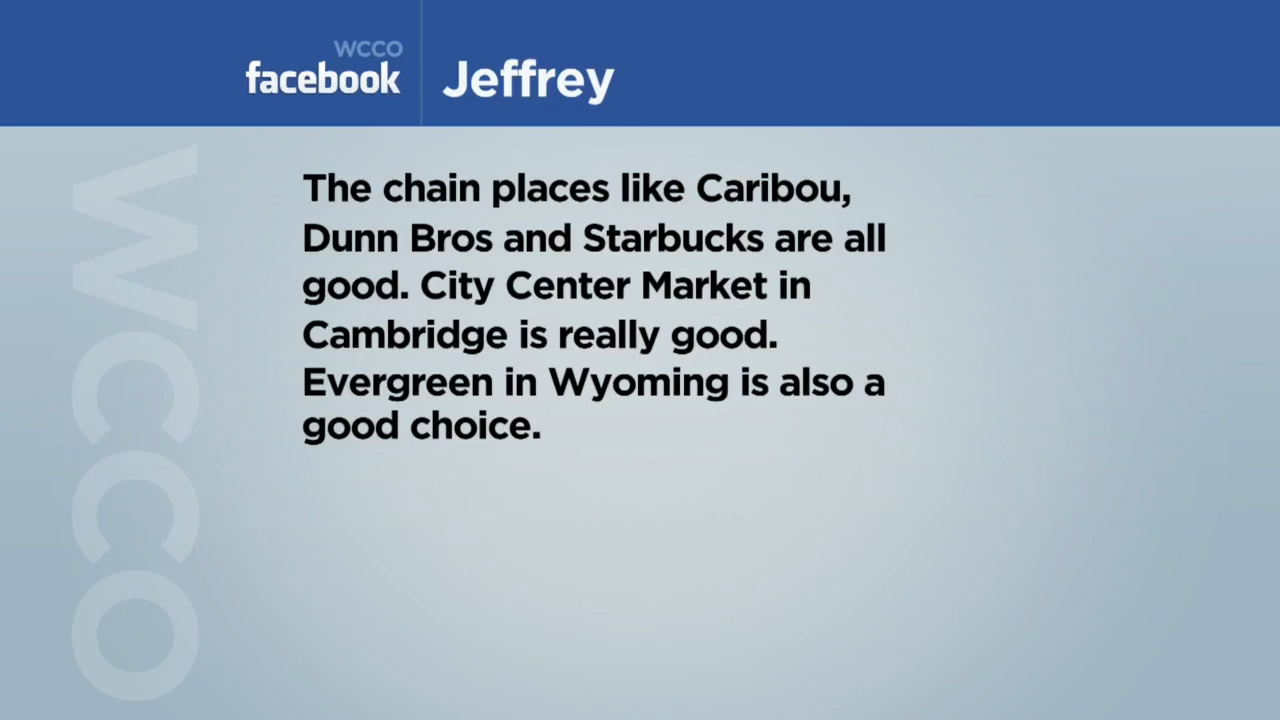 WCCO
facebook
Jeffrey
The chain places like Caribou,
Dunn Bros and Starbucks are all
good. City Center Market in
Cambridge is really good.
Evergreen in Wyoming is also a
good choice.
WCCO